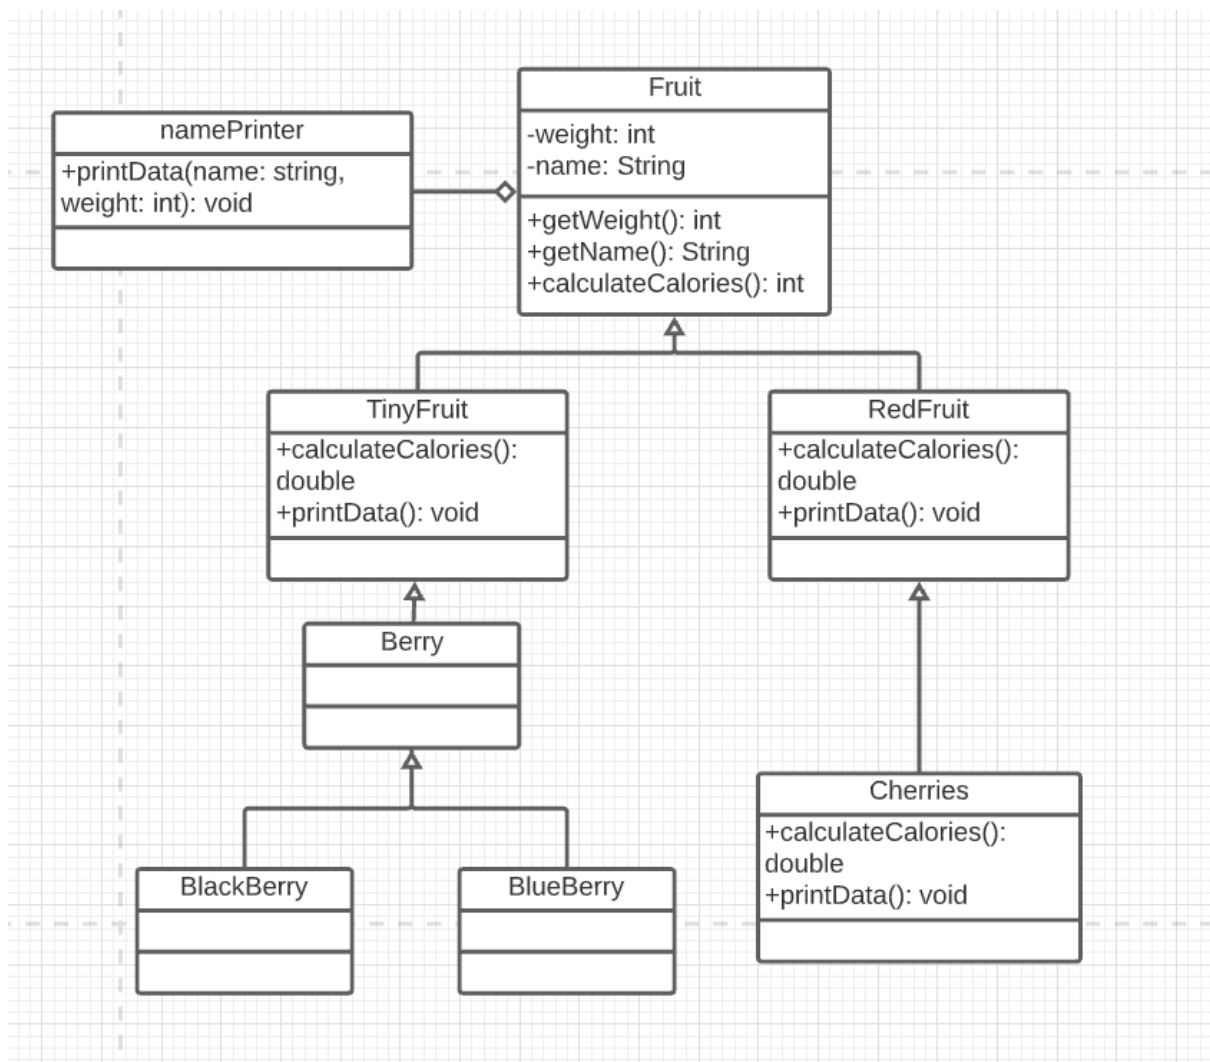 Fruit
-weight: int
-name: String
+getWeight(): int
+getName(): String
+calculateCalories(): int
namePrinter
+printData(name: string,
weight: int): void
TinyFruit
+calculateCalories():
double
+printData(): void
RedFruit
+calculateCalories():
double
+printData(): void
Berry
Cherries
+calculateCalories():
double
+printData(): void
BlackBerry
BlueBerry